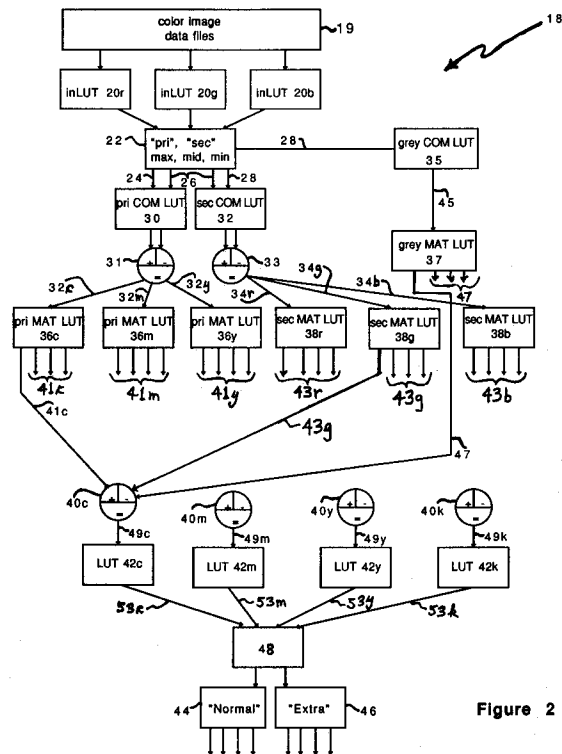 18
color image
data files
19
inLUT 20r
inLUT 20g
inLUT 20b
22
"pri", "sec"
max, mid, min
28
grey COM LUT
35
24
26
28
pri COM LUT
30
sec COM LUT
32
45
31
+ -
=
+ -
=
33
grey MAT LUT
37
47
32c
32m
32y
34r
34g
34b
pri MAT LUT
36c
pri MAT LUT
36m
pri MAT LUT
36y
sec MAT LUT
38r
sec MAT LUT
38g
sec MAT LUT
38b
41c
41m
41y
43r
43g
43b
41c
43g
47
40c
+ -
=
40m
+ -
=
40y
+ -
=
40k
+ -
=
49c
49m
49y
49k
LUT 42c
LUT 42m
LUT 42y
LUT 42k
53c
53m
53y
53k
48
44
"Normal"
"Extra"
46
Figure 2